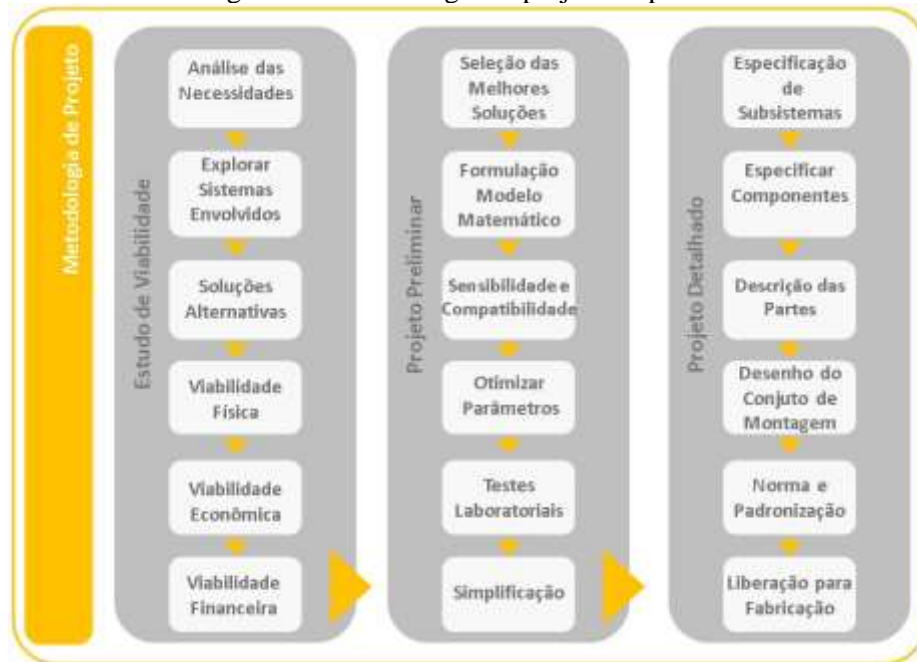 Metodologia de Projeto
Estudo de Viabilidade
Análise das
Necessidades
Explorar
Sistemas
Envolvidos
Soluções
Alternativas
Viabilidade
Física
Viabilidade
Econômica
Viabilidade
Financeira
Projeto Preliminar
Seleção das
Melhores
Soluções
Formulação
Modelo
Matemático
Sensibilidade e
Compatibilidade
Otimizar
Parâmetros
Testes
Laboratoriais
Simplificação
Projeto Detalhado
Especificação
de
Subsistemas
Especificar
Componentes
Descrição das
Partes
Desenho do
Conjuto de
Montagem
Norma e
Padronização
Liberação para
Fabricação